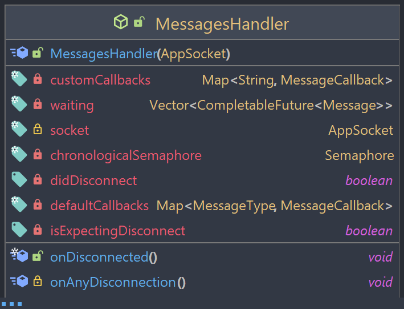 MessagesHandler
MessagesHandler(AppSocket)
customCallbacks Map<String, MessageCallback>
waiting Vector<CompletableFuture<Message>>
socket AppSocket
chronologicalSemaphore Semaphore
didDisconnect boolean
defaultCallbacks Map<MessageType, MessageCallback>
isExpectingDisconnect boolean
onDisconnected() void
onAnyDisconnection() void